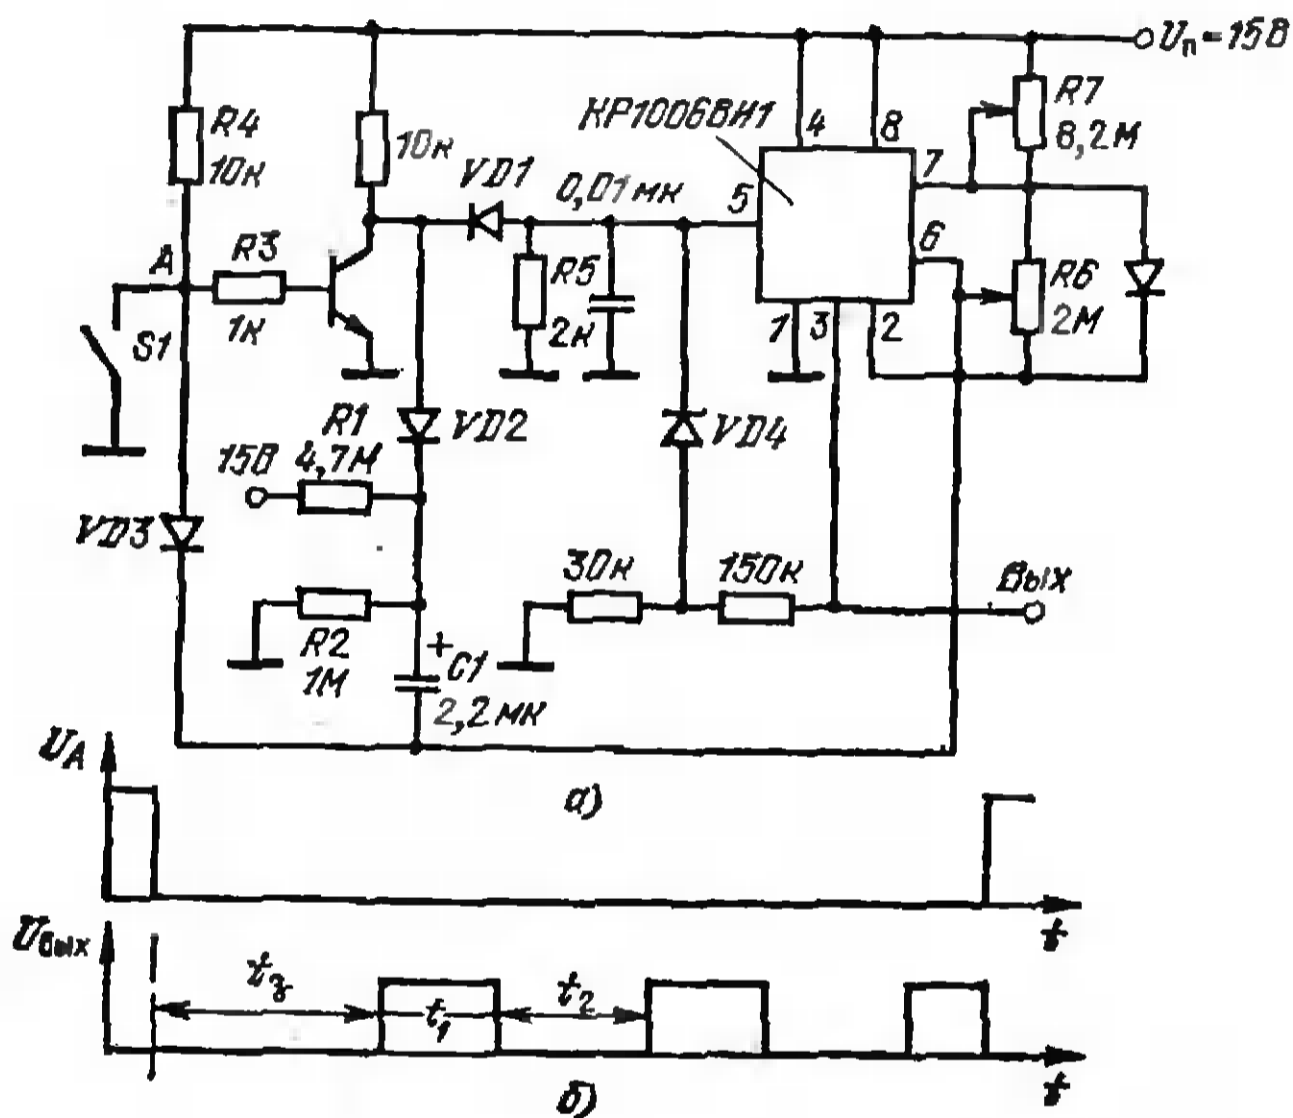 Uп=15В
R4
10к
10к
КР1006ВИ1
4
8
R7
8,2М
VD1
0,01мк
5
7
A
R3
1к
R5
2к
6
R6
2М
S1
1
3
2
R1
4,7М
VD2
VD4
15В
VD3
30к
150к
Вых
R2
1М
+
C1
2,2мк
UA
а)
t
Uвых
tз
t1
t2
t
б)